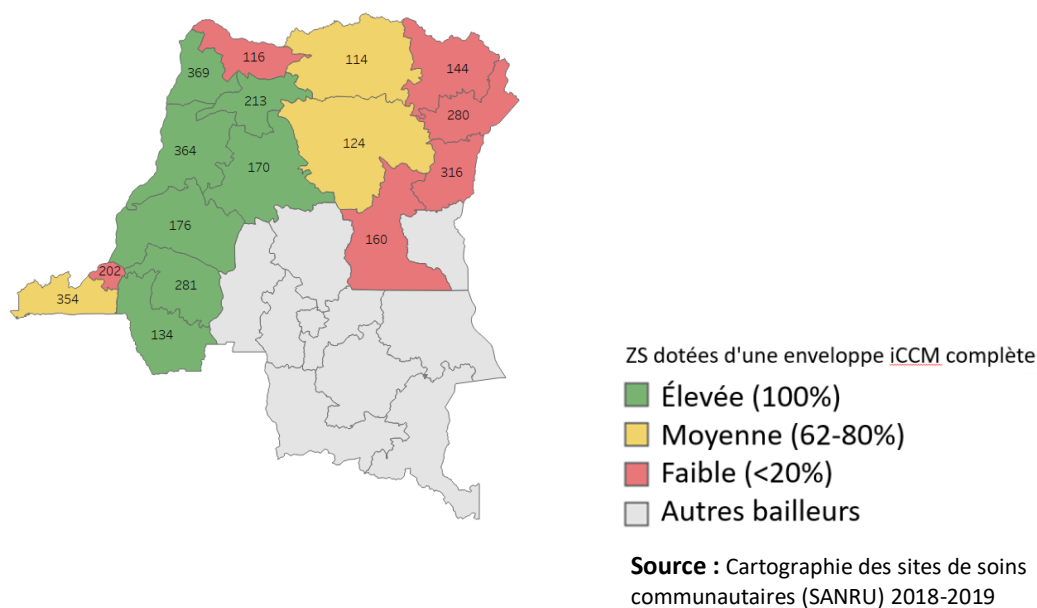 116
114
144
369
213
280
124
364
170
316
176
160
202
281
354
134
ZS dotées d'une enveloppe iCCM complète
Élevée (100%)
Moyenne (62-80%)
Faible (<20%)
Autres bailleurs
Source : Cartographie des sites de soins
communautaires (SANRU) 2018-2019